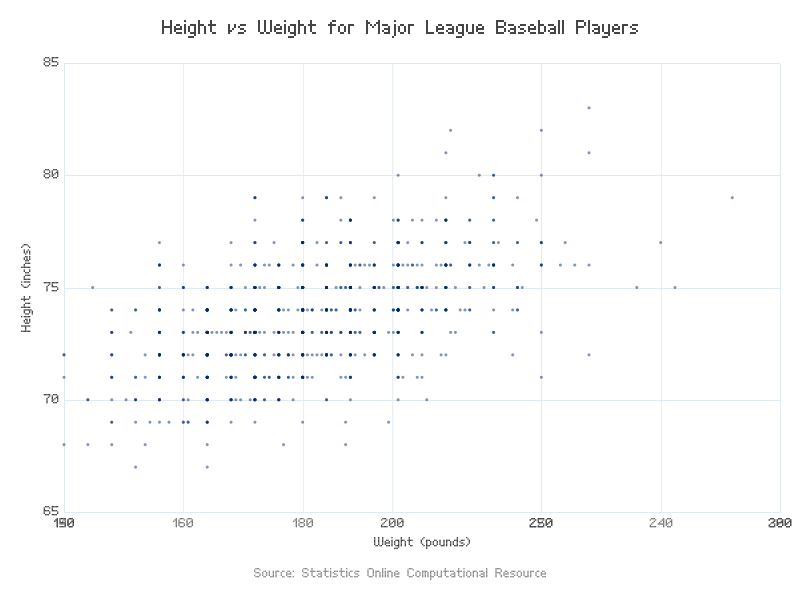 Height vs Weight for Major League Baseball Players
85
80
75
70
65
Height (inches)
160 180 200 250 240 300
Weight (pounds)
Source: Statistics Online Computational Resource